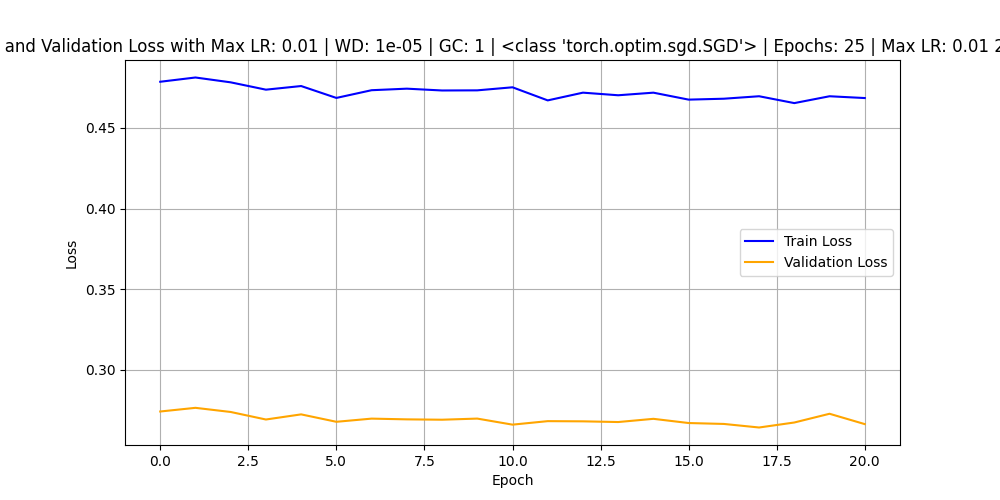 and Validation Loss with Max LR: 0.01 | WD: 1e-05 | GC: 1 | <class 'torch.optim.sgd.SGD'> | Epochs: 25 | Max LR: 0.01 2
0.45
0.40
0.35
0.30
Loss
Train Loss
Validation Loss
0.0 2.5 5.0 7.5 10.0 12.5 15.0 17.5 20.0
Epoch